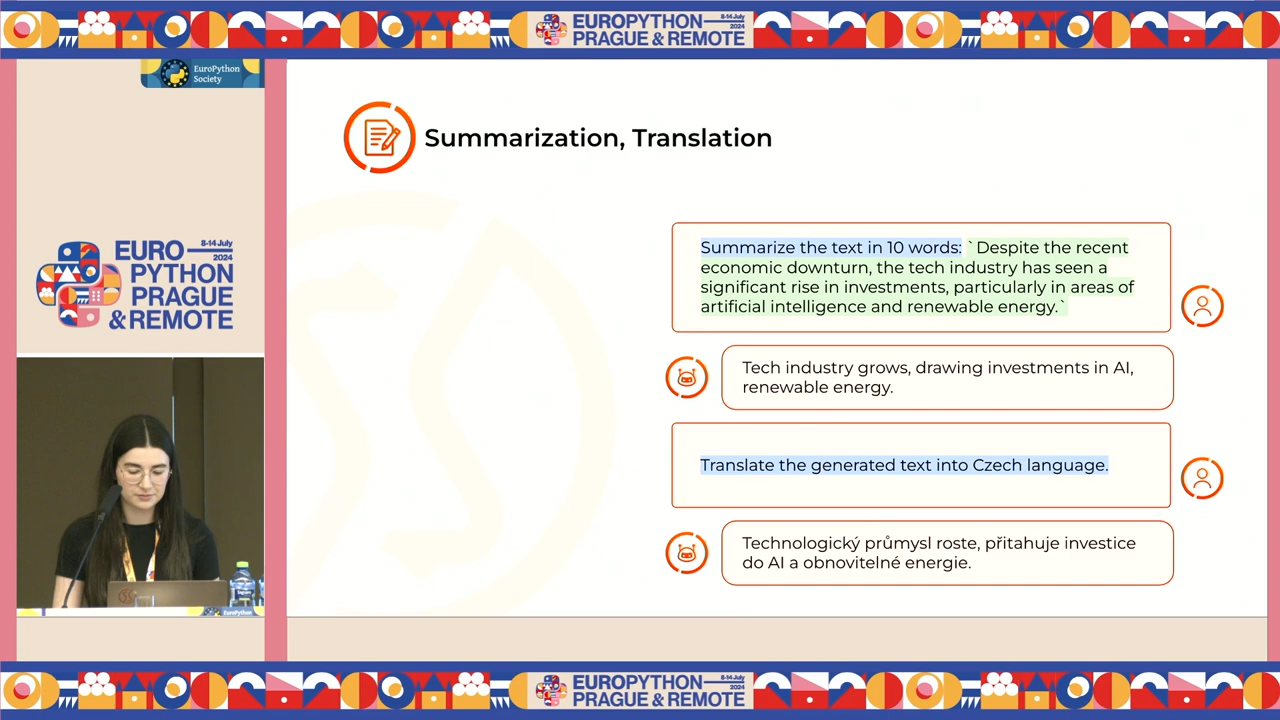 EUROPYTHON
8-14 July
2024
PRAGUE & REMOTE
EuroPython
Society
EURO
8-14 July
2024
PYTHON
PRAGUE
& REMOTE
Summarization, Translation
Summarize the text in 10 words: `Despite the recent
economic downturn, the tech industry has seen a
significant rise in investments, particularly in areas of
artificial intelligence and renewable energy.`
Tech industry grows, drawing investments in AI,
renewable energy.
Translate the generated text into Czech language.
Technologický průmysl roste, přitahuje investice
do AI a obnovitelné energie.
EuroPython
EUROPYTHON
8-14 July
2024
PRAGUE & REMOTE